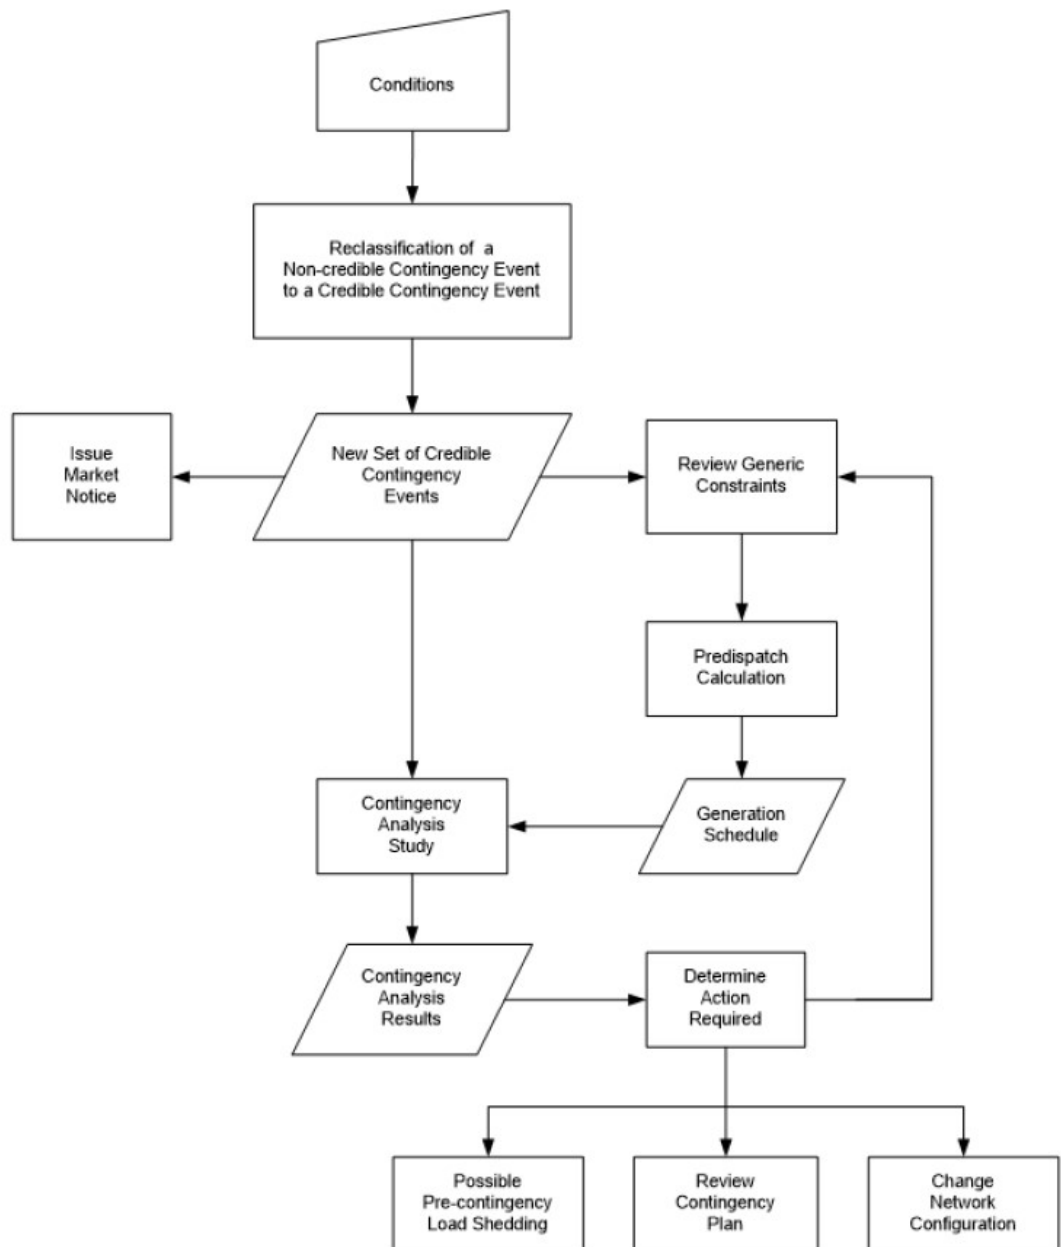 Conditions
Reclassification of a
Non-credible Contingency Event
to a Credible Contingency Event
Issue
Market
Notice
New Set of Credible
Contingency
Events
Review Generic
Constraints
Predispatch
Calculation
Contingency
Analysis
Study
Generation
Schedule
Contingency
Analysis
Results
Determine
Action
Required
Possible
Pre-contingency
Load Shedding
Review
Contingency
Plan
Change
Network
Configuration